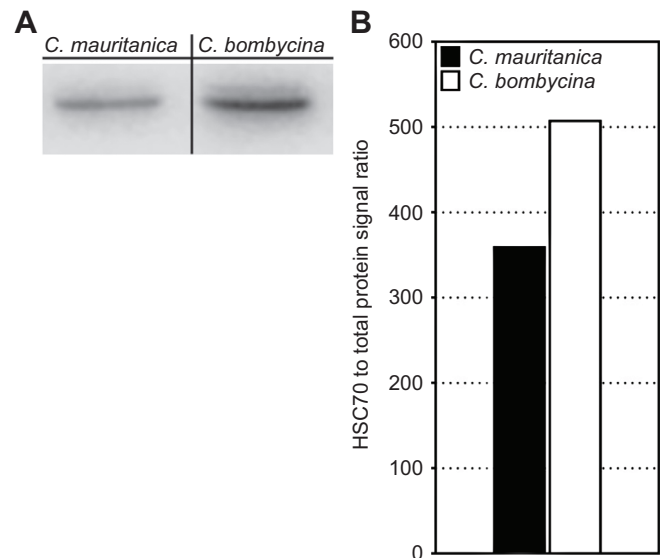 A
C. mauritanica C. bombycina
B
HSC70 to total protein signal ratio
600
500
400
300
200
100
0
C. mauritanica
C. bombycina